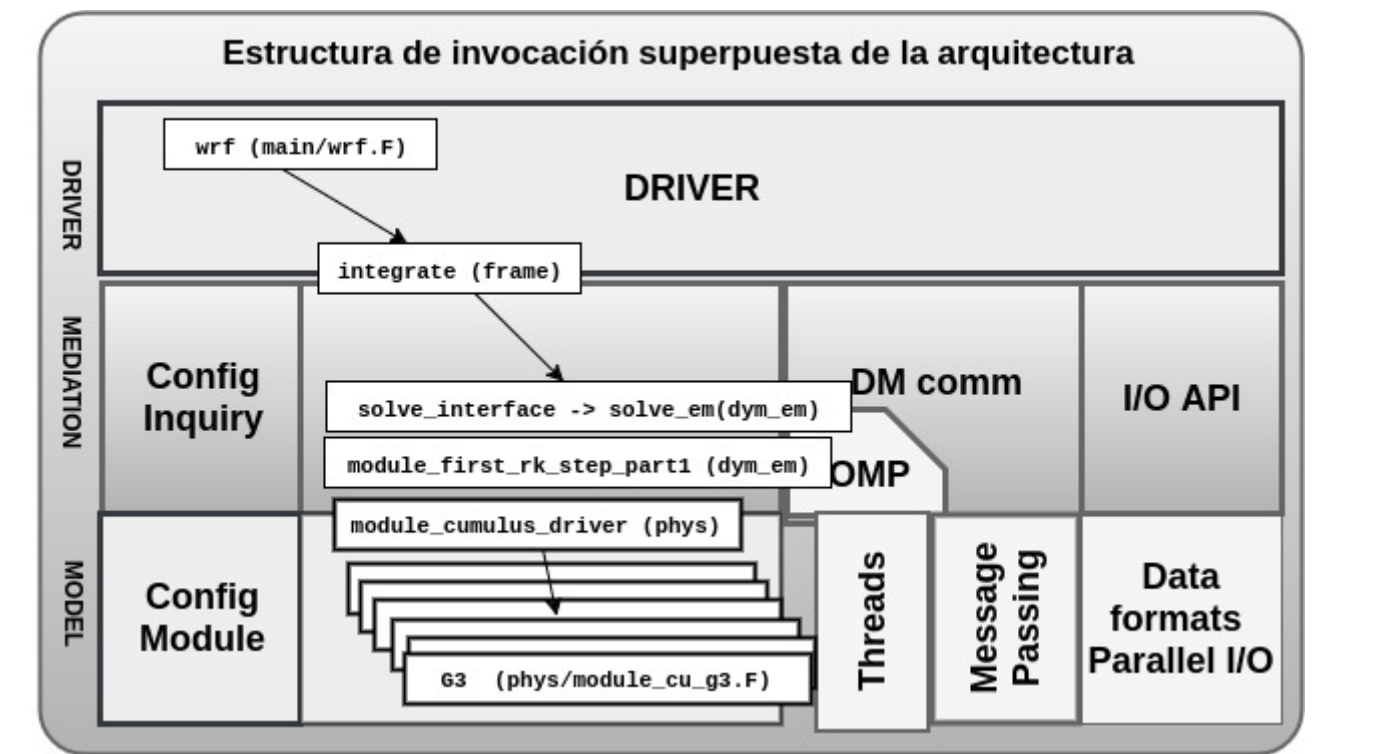 Estructura de invocación superpuesta de la arquitectura
DRIVER
wrf (main/wrf.F)
DRIVER
integrate (frame)
MEDIATION
Config
Inquiry
solve_interface -> solve_em(dym_em)
module_first_rk_step_part1 (dym_em)
DM comm
OMP
I/O API
MODEL
Config
Module
module_cumulus_driver (phys)
G3 (phys/module_cu_g3.F)
Threads
Message
Passing
Data
formats
Parallel I/O